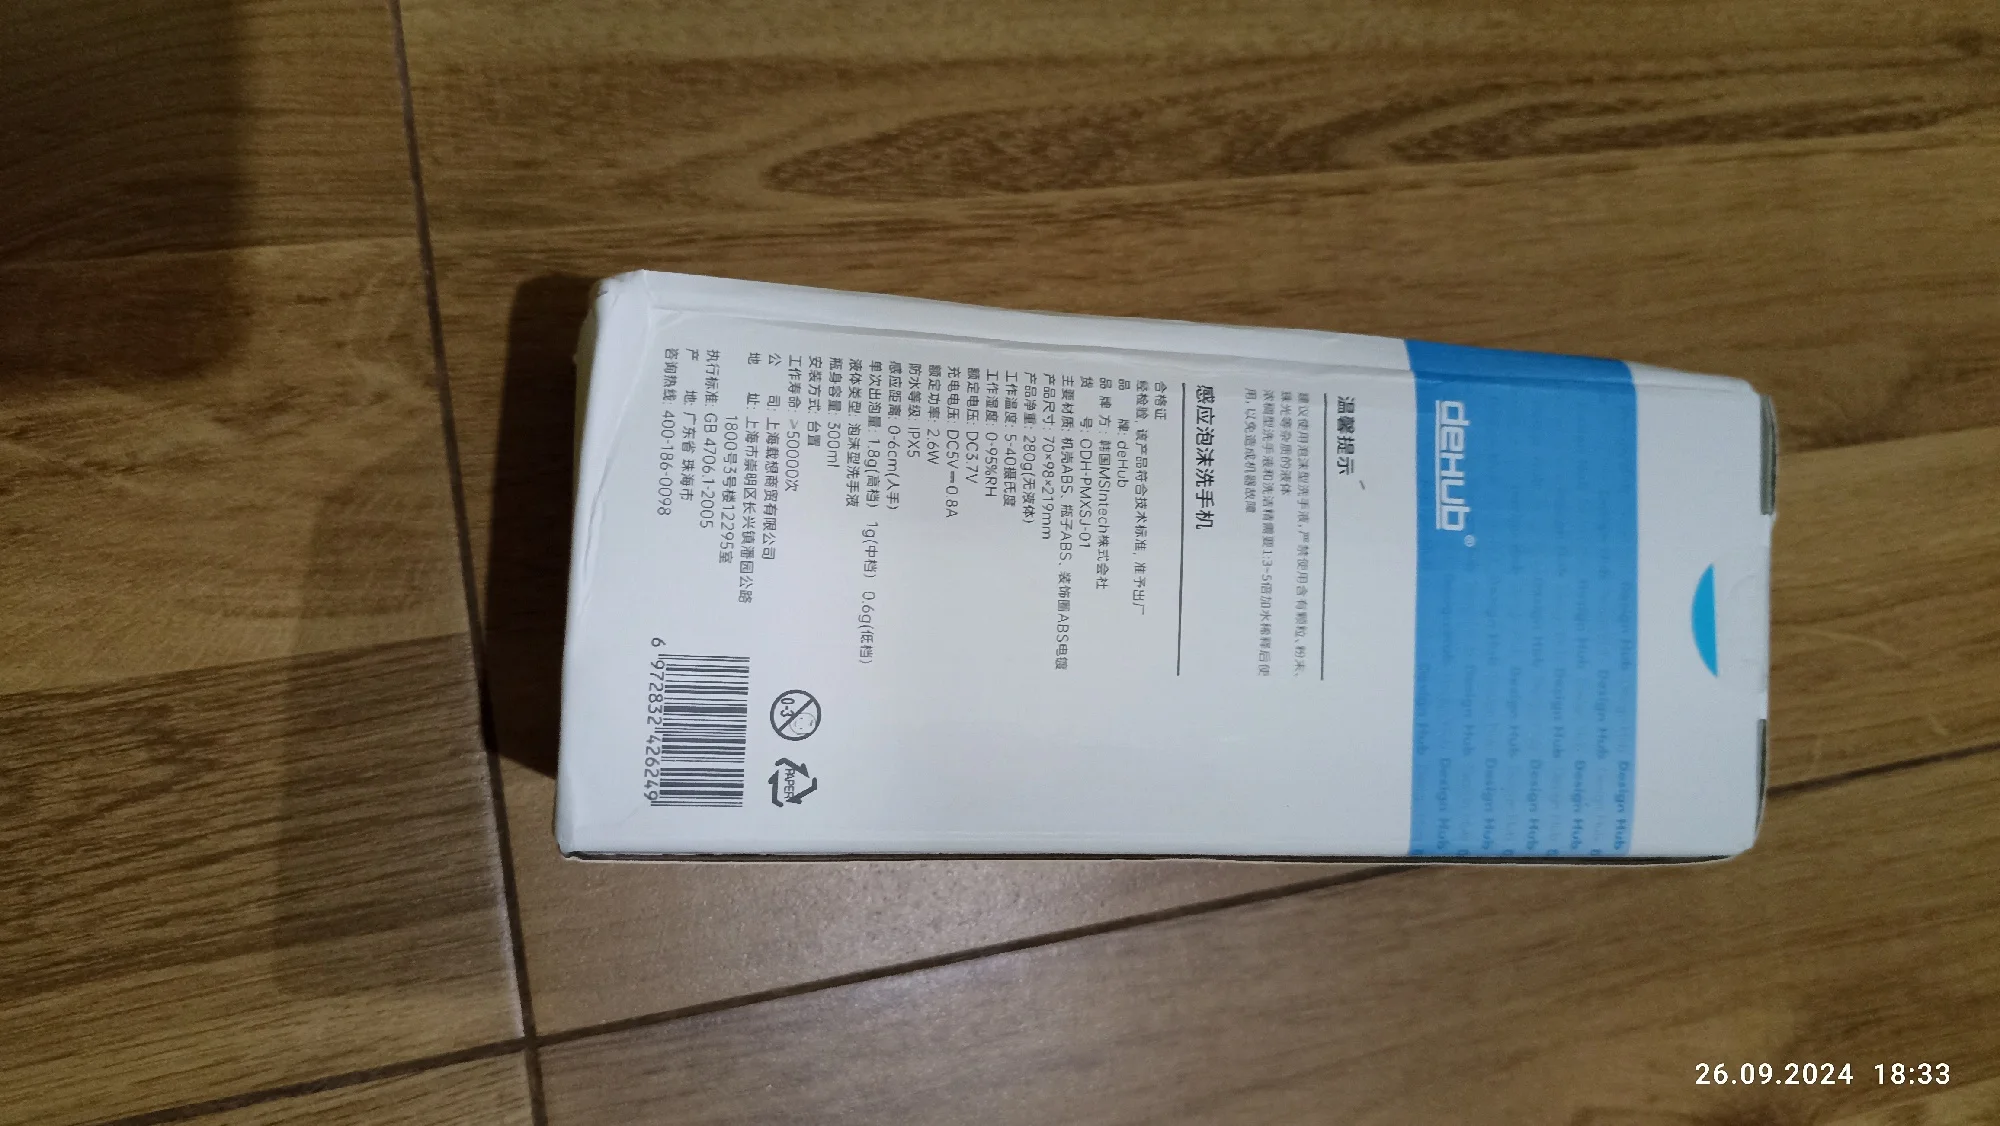 deHub®
温馨提示
建议使用泡沫型洗手液,严禁使用含有颗粒、粉末、
珠光等杂质的液体
浓稠型洗手液和洗洁精需要1:3-5倍加水稀释后使
用,以免造成机器故障
感应泡沫洗手机
合格证
经检验, 该产品符合技术标准, 准予出厂
品 牌: deHub
品 牌 方: 韩国MSIntech株式会社
货 号: CDH-PMXSJ-01
主要材质: 机壳ABS、瓶子ABS、装饰圈ABS电镀
产品尺寸: 70×98×219mm
产品净重: 280g(无液体)
工作温度: 5-40摄氏度
工作湿度: 0-95%RH
额定电压: DC3.7V
充电电压: DC5V⎓0.8A
额定功率: 2.6W
防水等级: IPX5
感应距离: 0-6cm(人手)
单次出泡量: 1.8g(高档) 1g(中档) 0.6g(低档)
液体类型: 泡沫型洗手液
瓶身容量: 300ml
安装方式: 台置
工作寿命: ≥50000次
公 司: 上海载想商贸有限公司
地 址: 上海市崇明区长兴镇潘园公路
1800号3号楼12295室
执行标准: GB 4706.1-2005
产 地: 广东省 珠海市
咨询热线: 400-1B6-0098
0-3
PAPER
6 972832 426249
Design Hub Design Hub Design Hub
26.09.2024 18:33